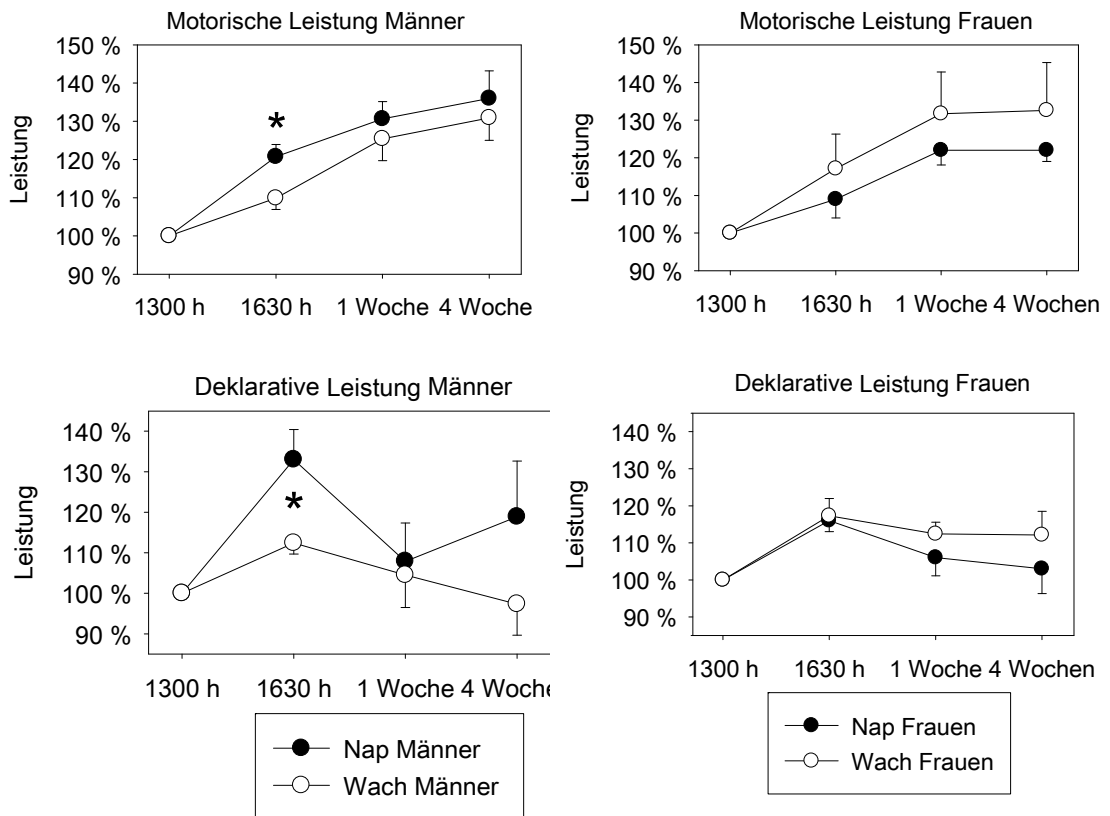 Motorische Leistung Männer
150 %
140 %
130 %
120 %
110 %
100 %
90 %
Leistung
*
1300 h 1630 h 1 Woche 4 Woche
Motorische Leistung Frauen
150 %
140 %
130 %
120 %
110 %
100 %
90 %
Leistung
1300 h 1630 h 1 Woche 4 Wochen
Deklarative Leistung Männer
140 %
130 %
120 %
110 %
100 %
90 %
Leistung
*
1300 h 1630 h 1 Woche 4 Woche
Nap Männer
Wach Männer
Deklarative Leistung Frauen
140 %
130 %
120 %
110 %
100 %
90 %
Leistung
1300 h 1630 h 1 Woche 4 Wochen
Nap Frauen
Wach Frauen